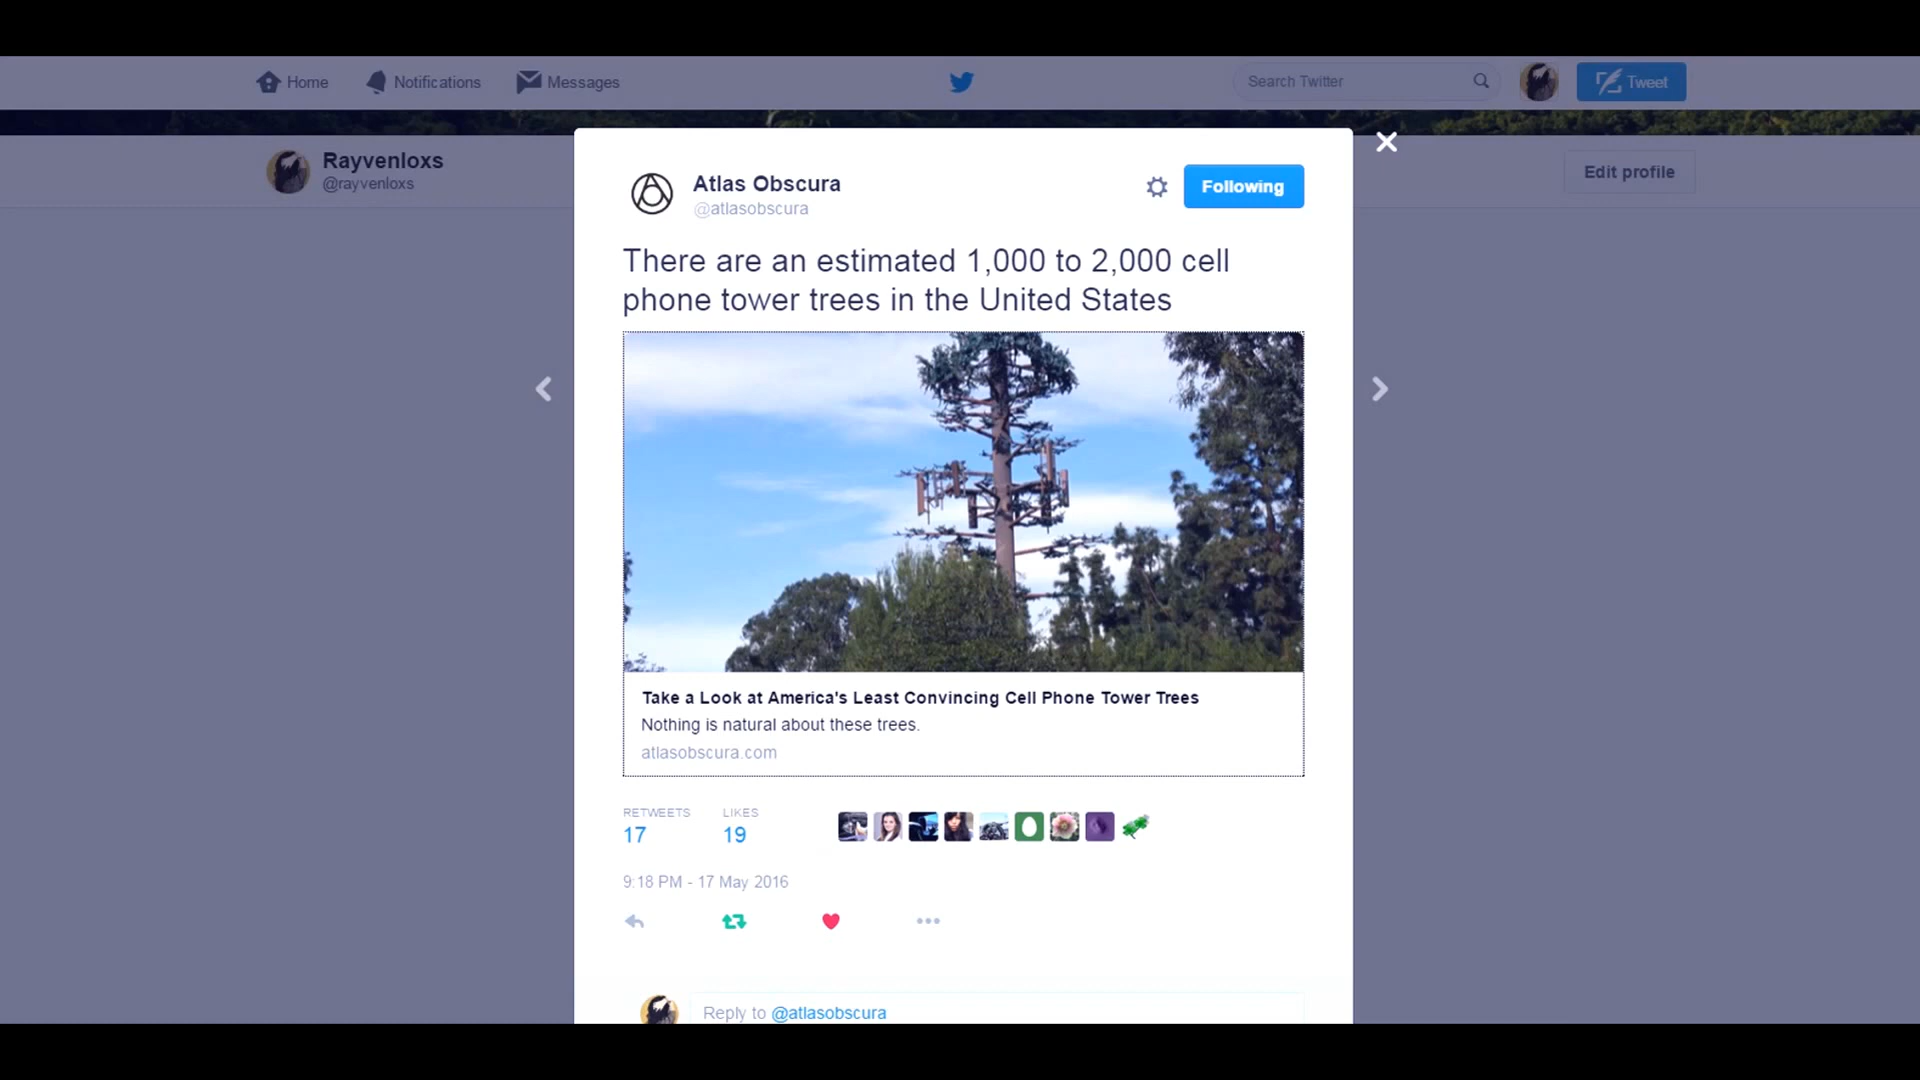 Home Notifications Messages Search Twitter Tweet
Rayvenloxs
@rayvenloxs
Edit profile
Atlas Obscura
@atlasobscura
Following
There are an estimated 1,000 to 2,000 cell
phone tower trees in the United States
Take a Look at America's Least Convincing Cell Phone Tower Trees
Nothing is natural about these trees.
atlasobscura.com
RETWEETS LIKES
17 19
9:18 PM - 17 May 2016
Reply to @atlasobscura